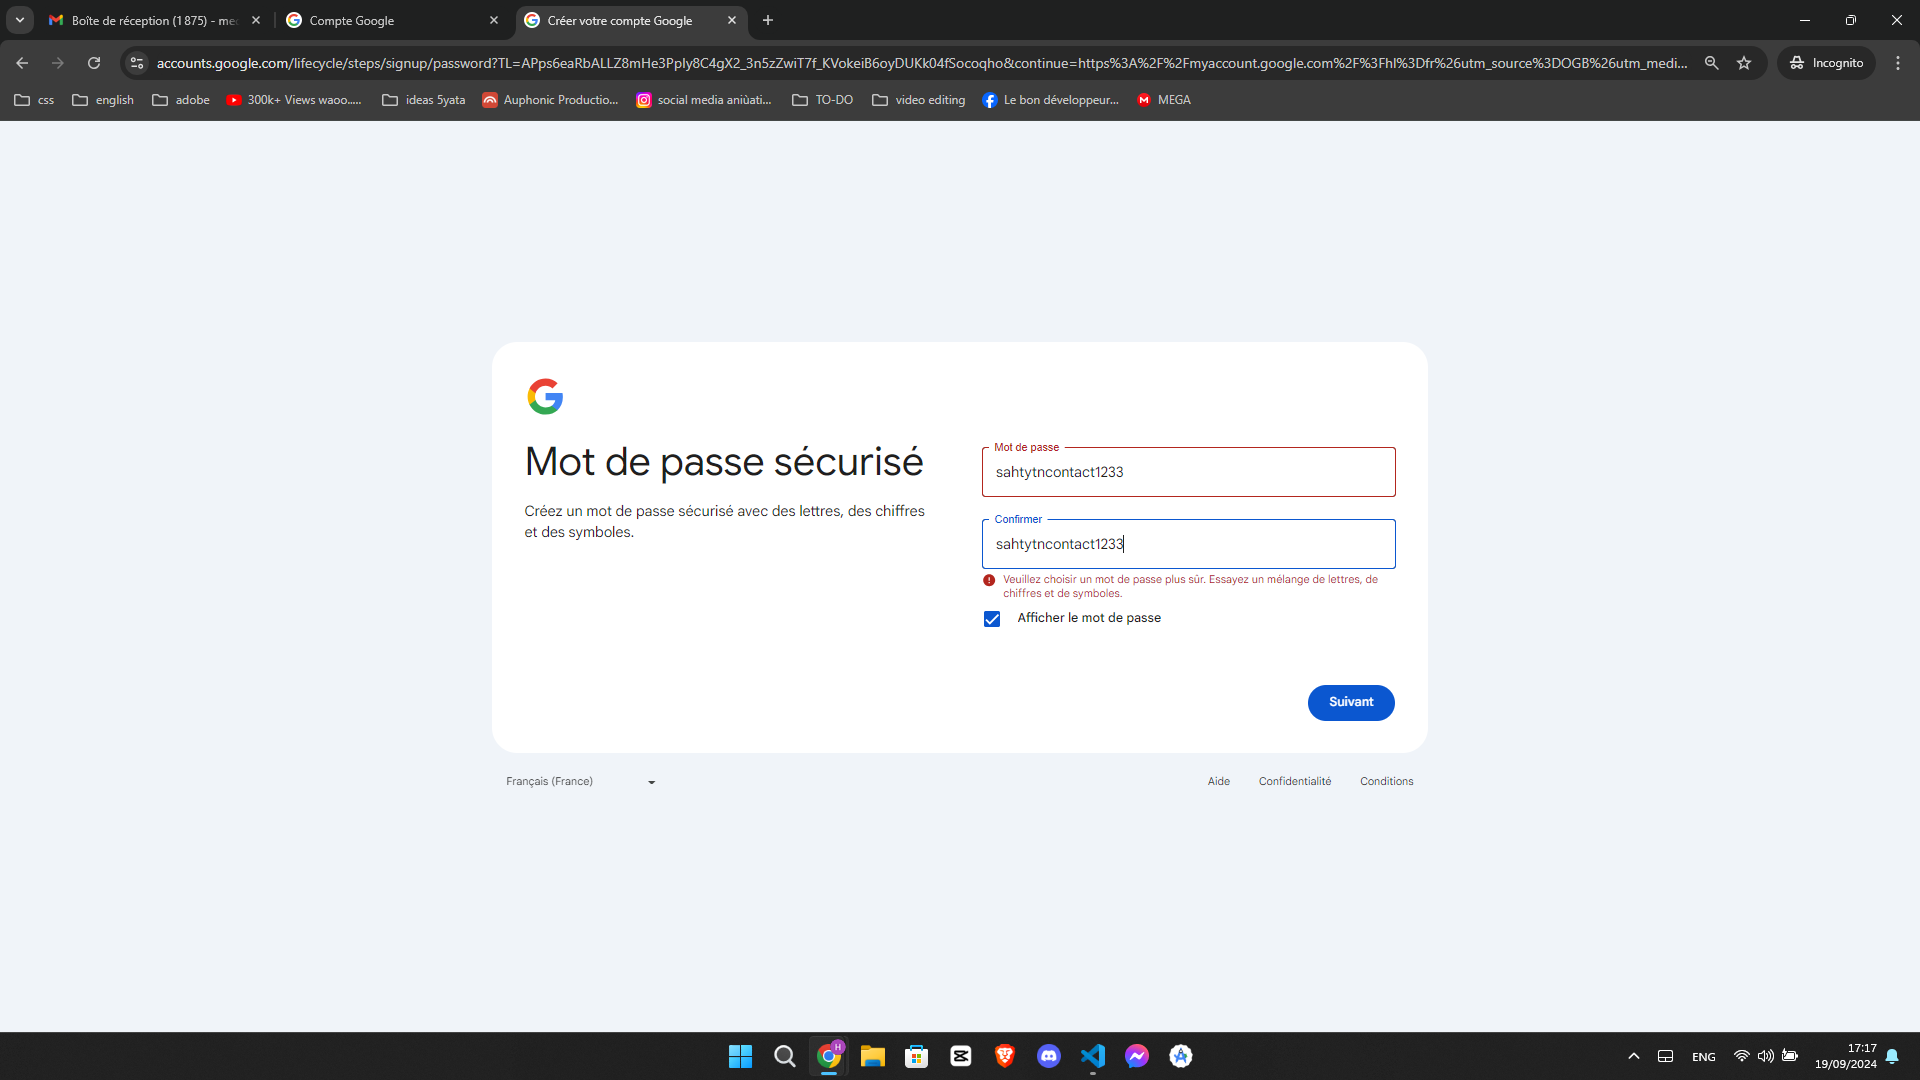 Boîte de réception (1 875) - med
Compte Google
Créer votre compte Google
accounts.google.com/lifecycle/steps/signup/password?TL=APps6eaRbALLZ8mHe3PpIy8C4gX2_3n5zZwiT7f_KVokeiB6oyDUKk04fSocoqho&continue=https%3A%2F%2Fmyaccount.google.com%2F%3Fhl%3Dfr%26utm_source%3DOGB%26utm_medi...
Incognito
css
english
adobe
300k+ Views waoo.....
ideas 5yata
Auphonic Productio...
social media aniùati...
TO-DO
video editing
Le bon développeur...
MEGA
Mot de passe sécurisé
Créez un mot de passe sécurisé avec des lettres, des chiffres
et des symboles.
Mot de passe
sahtytncontact1233
Confirmer
sahtytncontact1233
Veuillez choisir un mot de passe plus sûr. Essayez un mélange de lettres, de
chiffres et de symboles.
Afficher le mot de passe
Suivant
Français (France)
Aide
Confidentialité
Conditions
H
ENG
17:17
19/09/2024